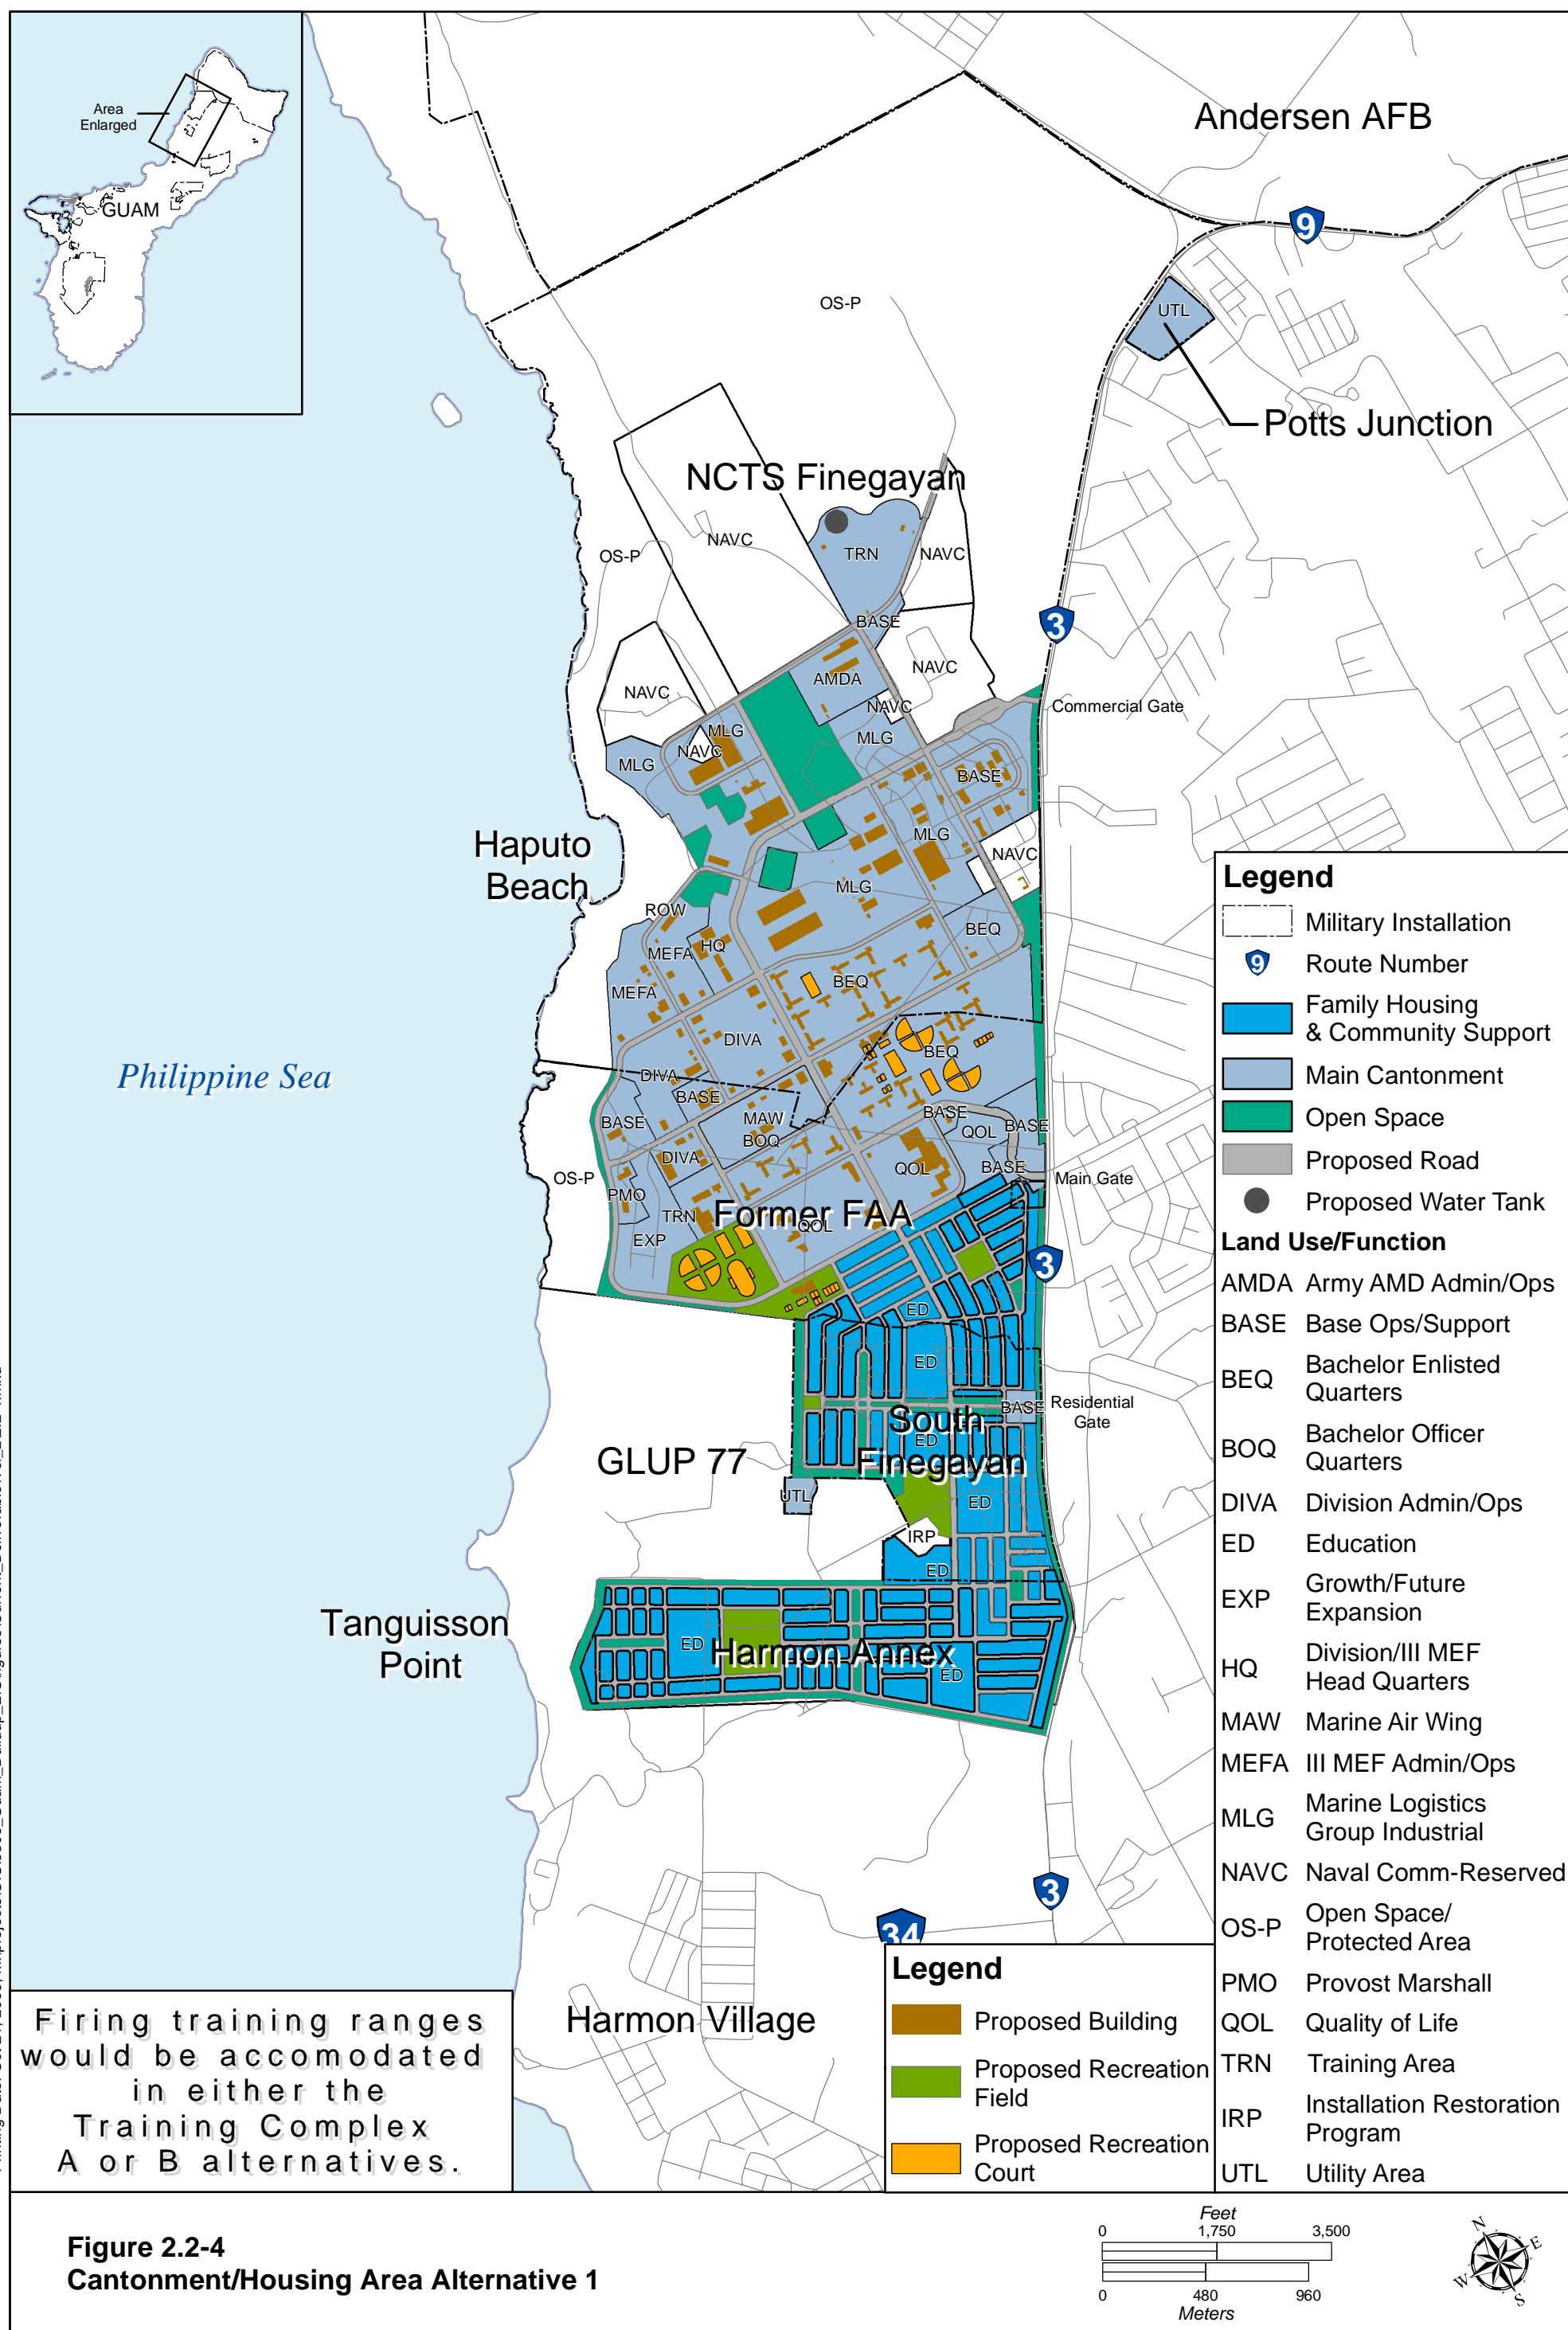 Area
Enlarged
GUAM
Andersen AFB
9
OS-P
UTL
Potts Junction
NCTS Finegayan
NAVC
TRN
NAVC
OS-P
BASE
3
NAVC
AMDA
NAVC
NAVC
Commercial Gate
MLG
MLG
NAVC
MLG
BASE
MLG
NAVC
Haputo
Beach
MLG
ROW
BEQ
HQ
MEFA
BEQ
MEFA
DIVA
BEQ
Philippine Sea
DIVA
BASE
BASE
MAW
BASE
BASE
QOL
BOQ
DIVA
QOL
BASE
Main Gate
OS-P
PMO
TRN
Former FAA
QOL
EXP
3
ED
ED
BASE
Residential
Gate
South
Finegayan
ED
GLUP 77
UTL
ED
IRP
ED
Tanguisson
Point
ED
Harmon Annex
ED
3
34
Harmon Village
Legend
Military Installation
9
Route Number
Family Housing
& Community Support
Main Cantonment
Open Space
Proposed Road
Proposed Water Tank
Land Use/Function
AMDA Army AMD Admin/Ops
BASE Base Ops/Support
BEQ Bachelor Enlisted
Quarters
BOQ Bachelor Officer
Quarters
DIVA Division Admin/Ops
ED Education
EXP Growth/Future
Expansion
HQ Division/III MEF
Head Quarters
MAW Marine Air Wing
MEFA III MEF Admin/Ops
MLG Marine Logistics
Group Industrial
NAVC Naval Comm-Reserved
OS-P Open Space/
Protected Area
PMO Provost Marshall
QOL Quality of Life
TRN Training Area
IRP Installation Restoration
Program
UTL Utility Area
Legend
Proposed Building
Proposed Recreation
Field
Proposed Recreation
Court
Firing training ranges
would be accomodated
in either the
Training Complex
A or B alternatives.
Figure 2.2-4
Cantonment/Housing Area Alternative 1
Feet
0 1,750 3,500
0 480 960
Meters
N
E
S
W